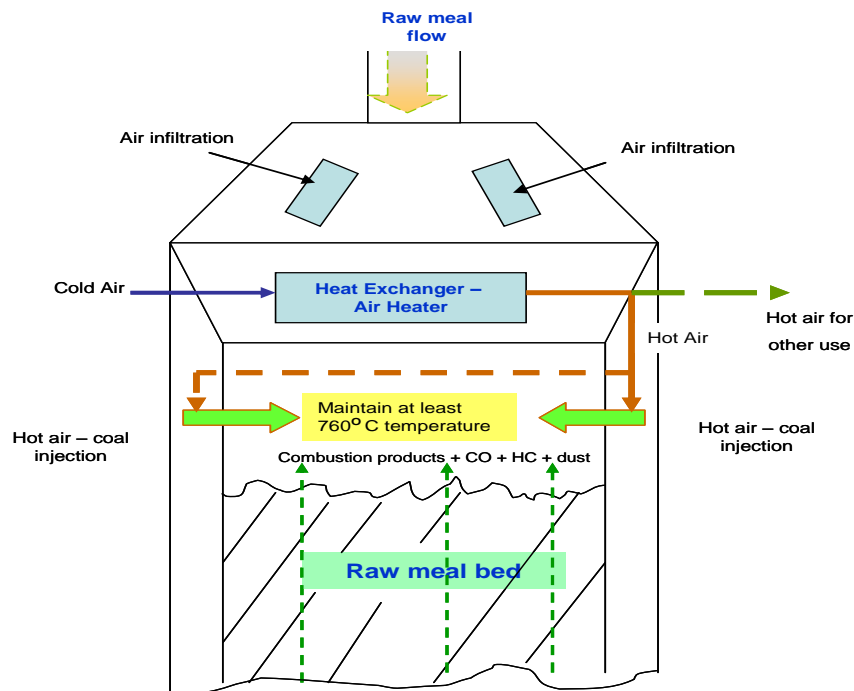 Raw meal
flow
Air infiltration
Air infiltration
Cold Air
Heat Exchanger –
Air Heater
Hot air for
other use
Hot Air
Maintain at least
760° C temperature
Hot air – coal
injection
Hot air – coal
injection
Combustion products + CO + HC + dust
Raw meal bed